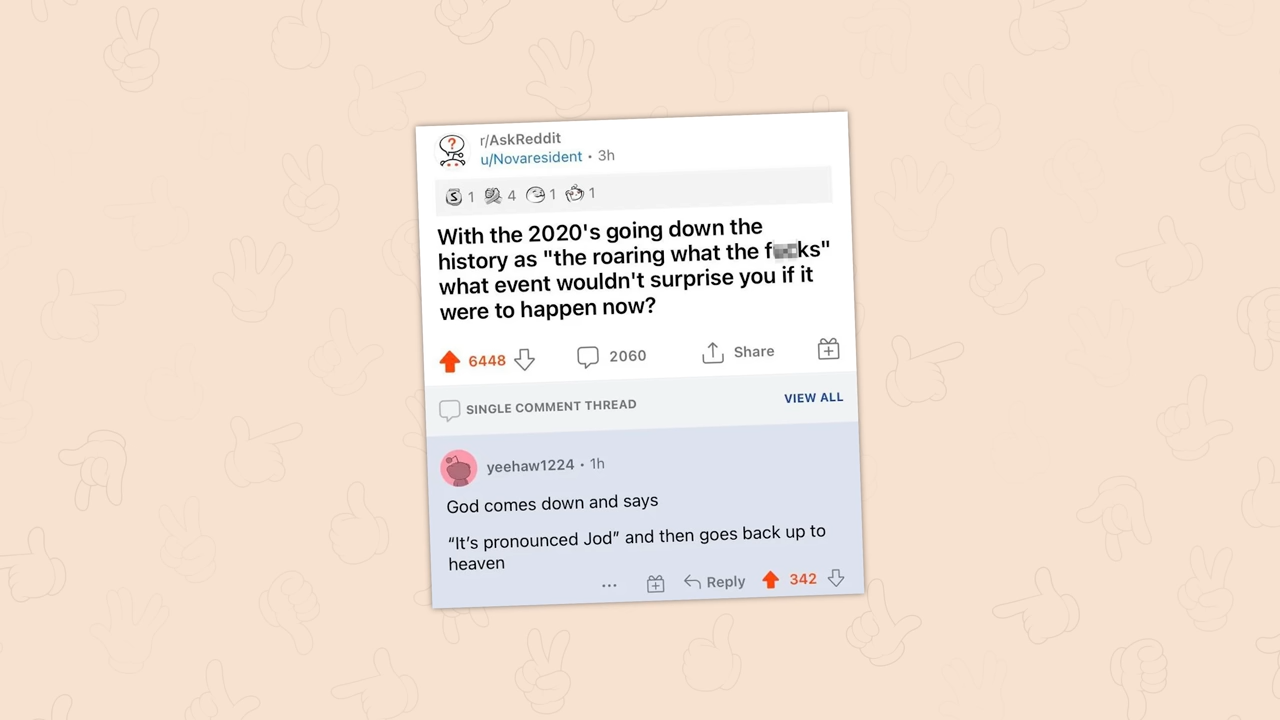 r/AskReddit
u/Novaresident • 3h
S 1 4 1 1
With the 2020's going down the
history as "the roaring what the f ks"
what event wouldn't surprise you if it
were to happen now?
6448 2060 Share
SINGLE COMMENT THREAD VIEW ALL
yeehaw1224 • 1h
God comes down and says
“It’s pronounced Jod” and then goes back up to
heaven
... Reply 342